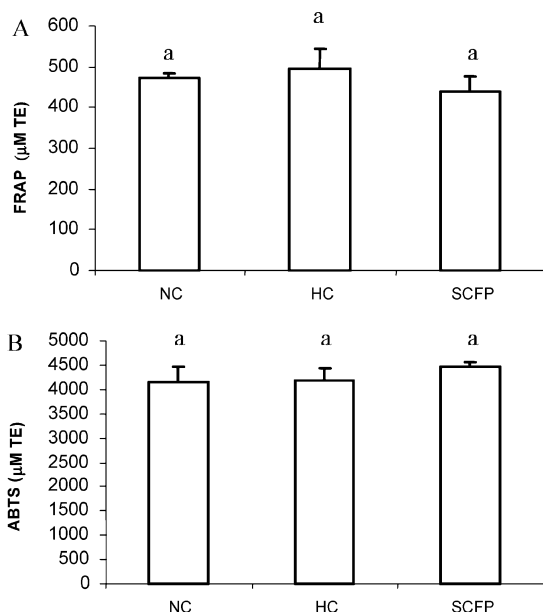 A
FRAP (µM TE)
600
500
400
300
200
100
0
a
a
a
NC
HC
SCFP
B
ABTS (µM TE)
5000
4500
4000
3500
3000
2500
2000
1500
1000
500
0
a
a
a
NC
HC
SCFP